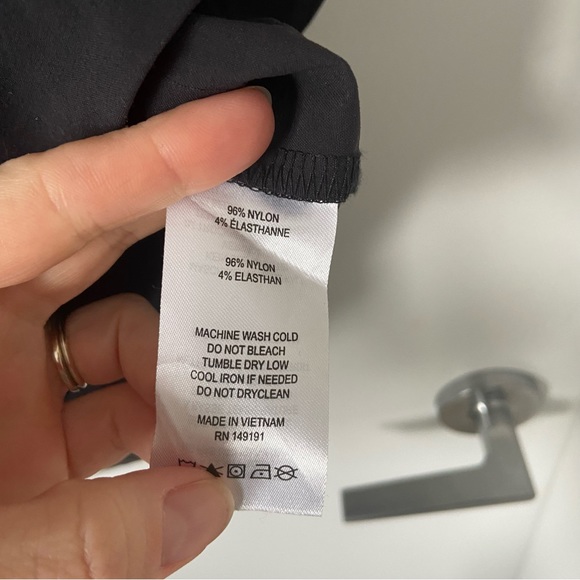 96% NYLON
4% ÉLASTHANNE
96% NYLON
4% ELASTHAN
MACHINE WASH COLD
DO NOT BLEACH
TUMBLE DRY LOW
COOL IRON IF NEEDED
DO NOT DRYCLEAN
MADE IN VIETNAM
RN 149191